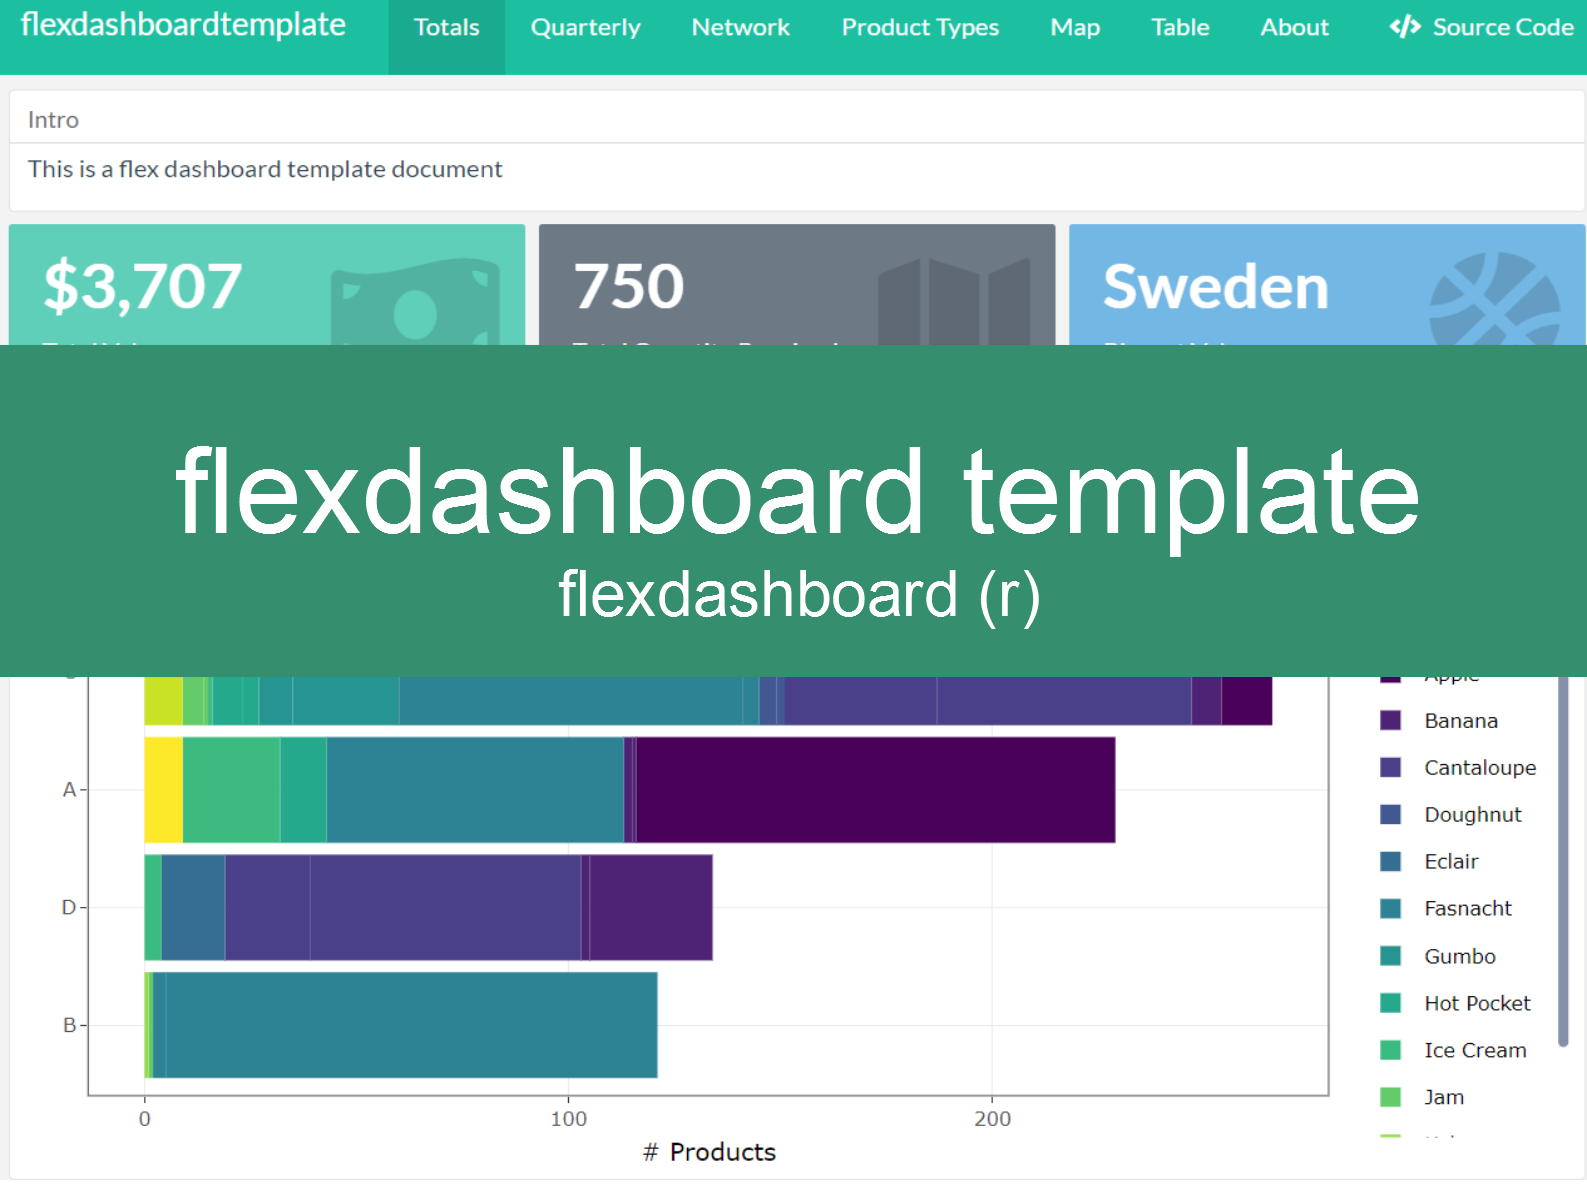 flexdashboardtemplate Totals Quarterly Network Product Types Map Table About </> Source Code
Intro
This is a flex dashboard template document
$3,707 750 Sweden
flexdashboard template
flexdashboard (r)
Apple
Banana
Cantaloupe
A
Doughnut
Eclair
D
Fasnacht
Gumbo
Hot Pocket
B
Ice Cream
Jam
0 100 200
# Products